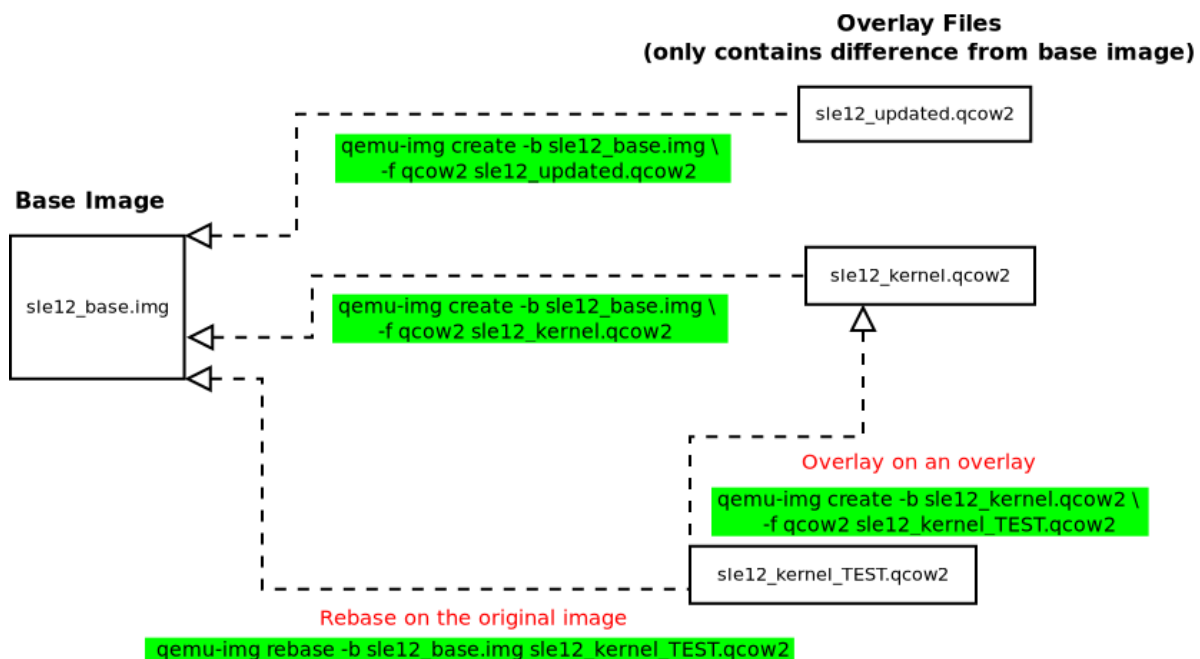 Overlay Files
(only contains difference from base image)
sle12_updated.qcow2
qemu-img create -b sle12_base.img \
-f qcow2 sle12_updated.qcow2
Base Image
sle12_base.img
sle12_kernel.qcow2
qemu-img create -b sle12_base.img \
-f qcow2 sle12_kernel.qcow2
Overlay on an overlay
qemu-img create -b sle12_kernel.qcow2 \
-f qcow2 sle12_kernel_TEST.qcow2
sle12_kernel_TEST.qcow2
Rebase on the original image
qemu-img rebase -b sle12_base.img sle12_kernel_TEST.qcow2